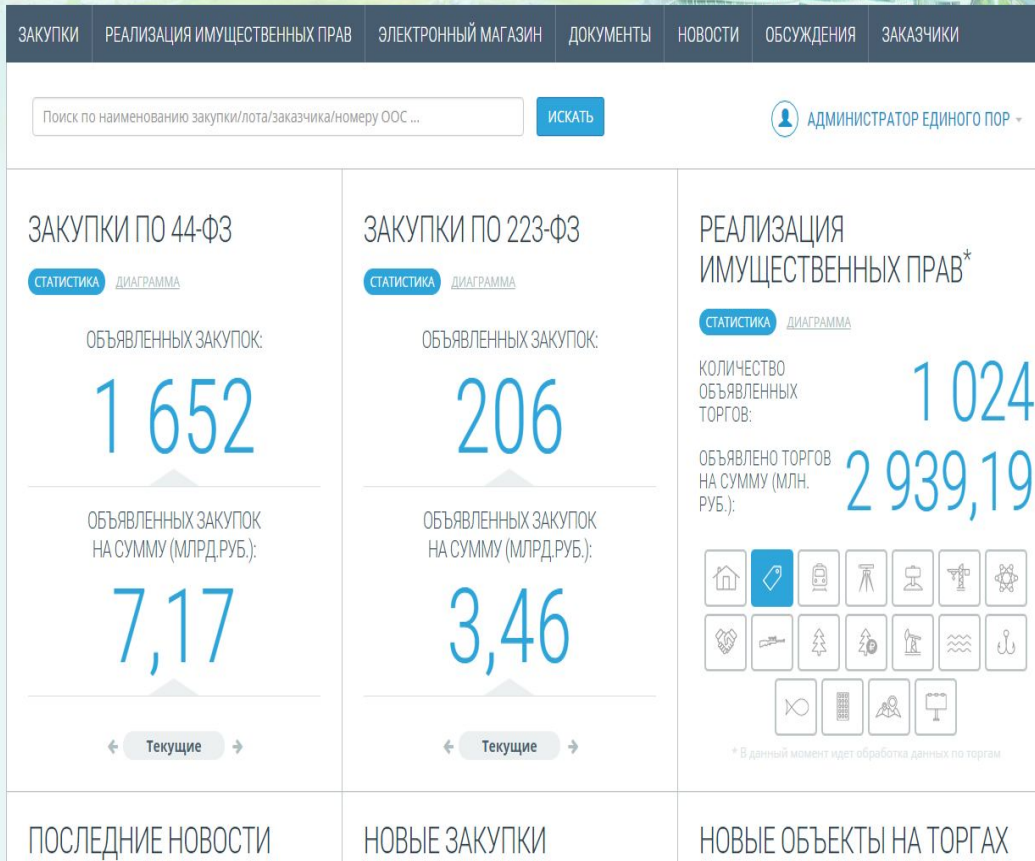 ЗАКУПКИ РЕАЛИЗАЦИЯ ИМУЩЕСТВЕННЫХ ПРАВ ЭЛЕКТРОННЫЙ МАГАЗИН ДОКУМЕНТЫ НОВОСТИ ОБСУЖДЕНИЯ ЗАКАЗЧИКИ
Поиск по наименованию закупки/лота/заказчика/номеру ООС ... ИСКАТЬ АДМИНИСТРАТОР ЕДИНОГО ПОР
ЗАКУПКИ ПО 44-ФЗ
СТАТИСТИКА ДИАГРАММА
ОБЪЯВЛЕННЫХ ЗАКУПОК:
1 652
ОБЪЯВЛЕННЫХ ЗАКУПОК
НА СУММУ (МЛРД.РУБ.):
7,17
Текущие
ЗАКУПКИ ПО 223-ФЗ
СТАТИСТИКА ДИАГРАММА
ОБЪЯВЛЕННЫХ ЗАКУПОК:
206
ОБЪЯВЛЕННЫХ ЗАКУПОК
НА СУММУ (МЛРД.РУБ.):
3,46
Текущие
РЕАЛИЗАЦИЯ
ИМУЩЕСТВЕННЫХ ПРАВ*
СТАТИСТИКА ДИАГРАММА
КОЛИЧЕСТВО
ОБЪЯВЛЕННЫХ
ТОРГОВ:
1 024
ОБЪЯВЛЕНО ТОРГОВ
НА СУММУ (МЛН.
РУБ.):
2 939,19
* В данный момент идет обработка данных по торгам
ПОСЛЕДНИЕ НОВОСТИ
НОВЫЕ ЗАКУПКИ
НОВЫЕ ОБЪЕКТЫ НА ТОРГАХ